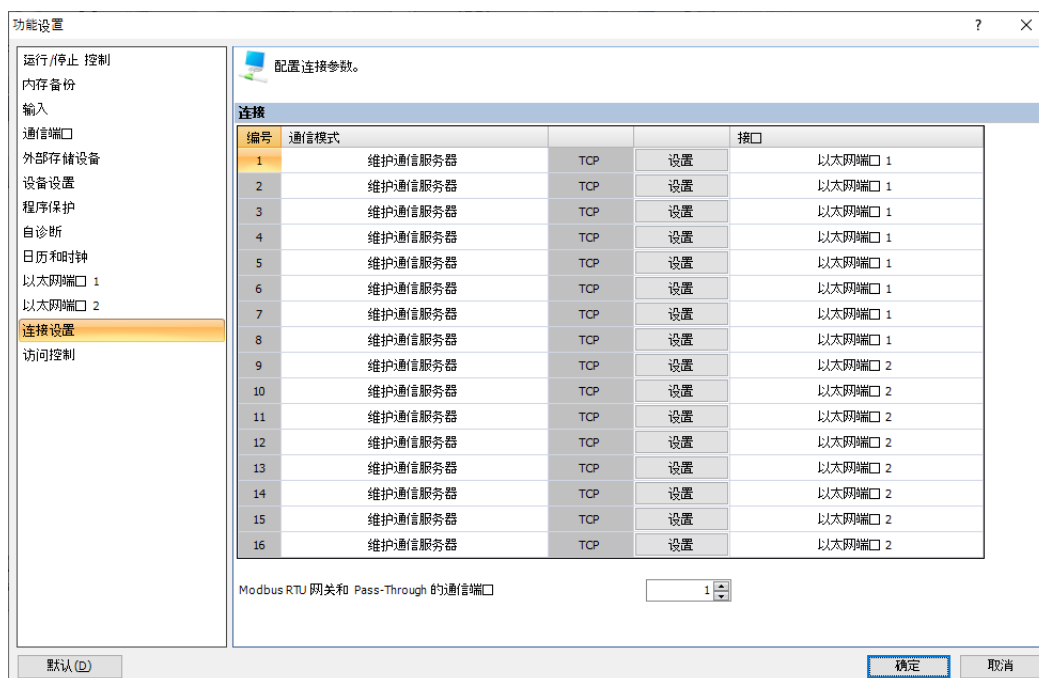 功能设置 ?
运行/停止 控制
内存备份
输入
通信端口
外部存储设备
设备设置
程序保护
自诊断
日历和时钟
以太网端口 1
以太网端口 2
连接设置
访问控制
配置连接参数。
连接
编号 通信模式 接口
1 维护通信服务器 TCP 设置 以太网端口 1
2 维护通信服务器 TCP 设置 以太网端口 1
3 维护通信服务器 TCP 设置 以太网端口 1
4 维护通信服务器 TCP 设置 以太网端口 1
5 维护通信服务器 TCP 设置 以太网端口 1
6 维护通信服务器 TCP 设置 以太网端口 1
7 维护通信服务器 TCP 设置 以太网端口 1
8 维护通信服务器 TCP 设置 以太网端口 1
9 维护通信服务器 TCP 设置 以太网端口 2
10 维护通信服务器 TCP 设置 以太网端口 2
11 维护通信服务器 TCP 设置 以太网端口 2
12 维护通信服务器 TCP 设置 以太网端口 2
13 维护通信服务器 TCP 设置 以太网端口 2
14 维护通信服务器 TCP 设置 以太网端口 2
15 维护通信服务器 TCP 设置 以太网端口 2
16 维护通信服务器 TCP 设置 以太网端口 2
Modbus RTU 网关和 Pass-Through 的通信端口 1
默认(D) 确定 取消